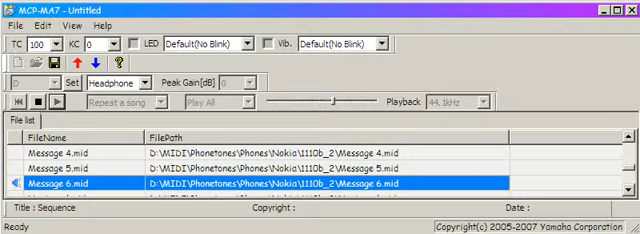 MCP-MA7 - Untitled
File Edit View Help
TC 100 KC 0 LED Default(No Blink) Vib. Default(No Blink)
D Set Headphone Peak Gain[dB] 0
Repeat a song Play All Playback 44.1kHz
File list
FileName FilePath
Message 4.mid D:\MIDI\Phonetones\Phones\Nokia\1110b_2\Message 4.mid
Message 5.mid D:\MIDI\Phonetones\Phones\Nokia\1110b_2\Message 5.mid
Message 6.mid D:\MIDI\Phonetones\Phones\Nokia\1110b_2\Message 6.mid
Title : Sequence Copyright : Date :
Ready Copyright(c) 2005-2007 Yamaha Corporation